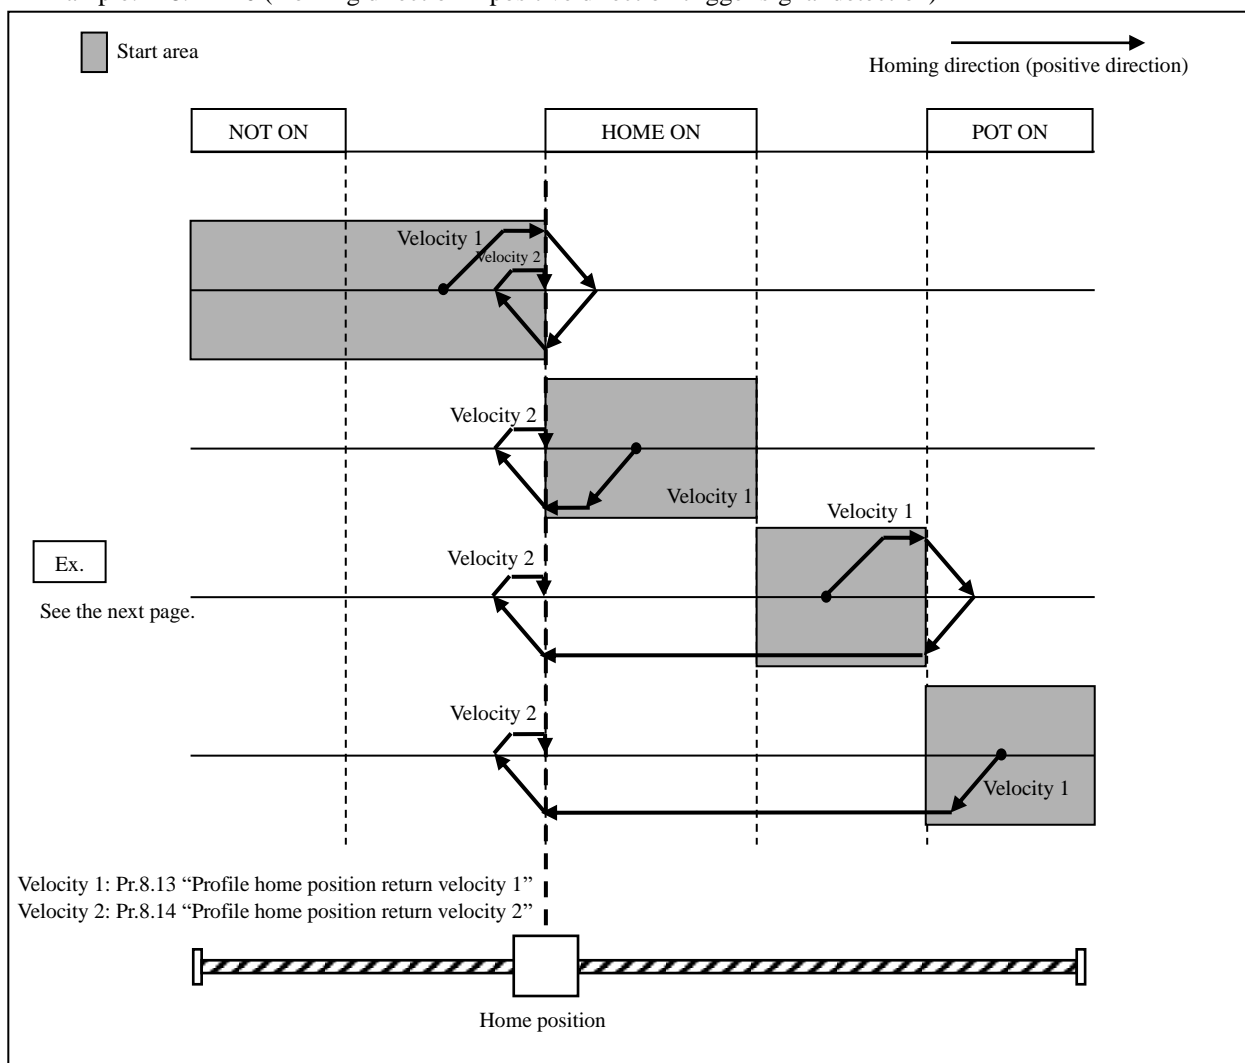 Start area
Homing direction (positive direction)
NOT ON
HOME ON
POT ON
Velocity 1
Velocity 2
Velocity 2
Velocity 1
Velocity 1
Velocity 2
Ex.
See the next page.
Velocity 2
Velocity 1
Velocity 1: Pr.8.13 “Profile home position return velocity 1”
Velocity 2: Pr.8.14 “Profile home position return velocity 2”
Home position